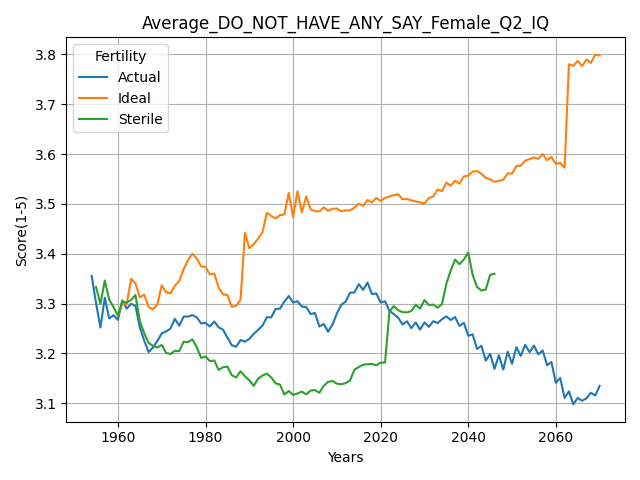 Average_DO_NOT_HAVE_ANY_SAY_Female_Q2_IQ
Fertility
Actual
Ideal
Sterile
Score(1-5)
3.8
3.7
3.6
3.5
3.4
3.3
3.2
3.1
1960
1980
2000
2020
2040
2060
Years